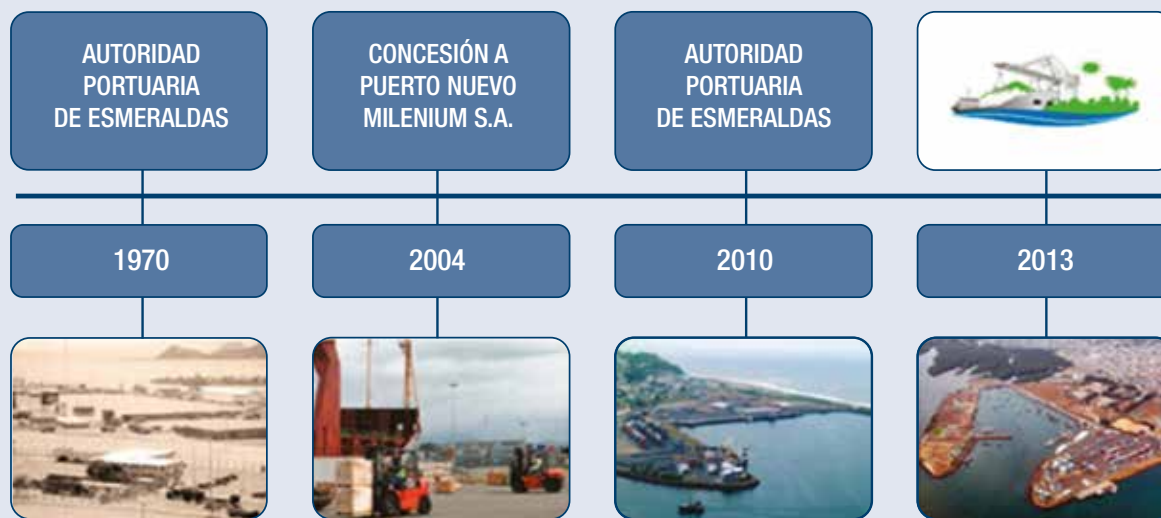 AUTORIDAD
PORTUARIA
DE ESMERALDAS
CONCESIÓN A
PUERTO NUEVO
MILENIUM S.A.
AUTORIDAD
PORTUARIA
DE ESMERALDAS
1970
2004
2010
2013